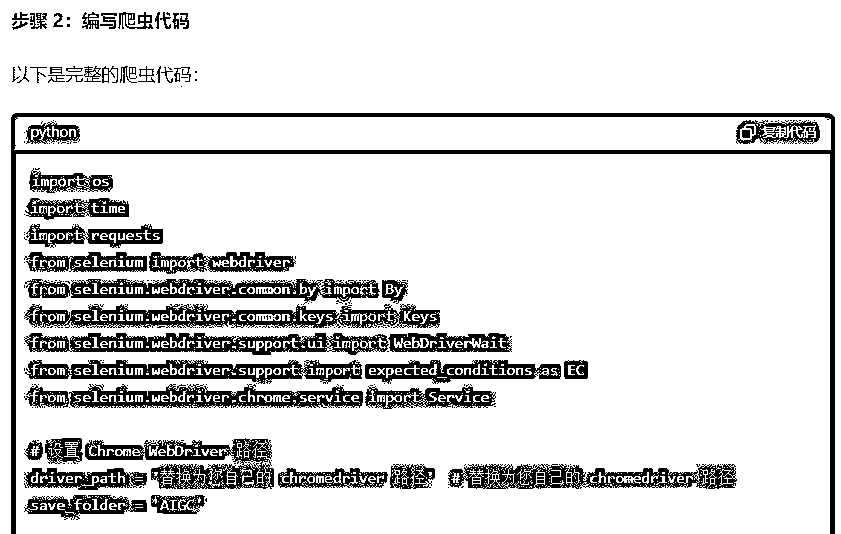 步骤 2：编写爬虫代码
以下是完整的爬虫代码：
python
复制代码
import os
import time
import requests
from selenium import webdriver
from selenium.webdriver.common.by import By
from selenium.webdriver.common.keys import Keys
from selenium.webdriver.support.ui import WebDriverWait
from selenium.webdriver.support import expected_conditions as EC
from selenium.webdriver.chrome.service import Service
# 设置 Chrome WebDriver 路径
driver_path = '替换为您自己的 chromedriver 路径'  # 替换为您自己的 chromedriver 路径
save_folder = 'AIGC'